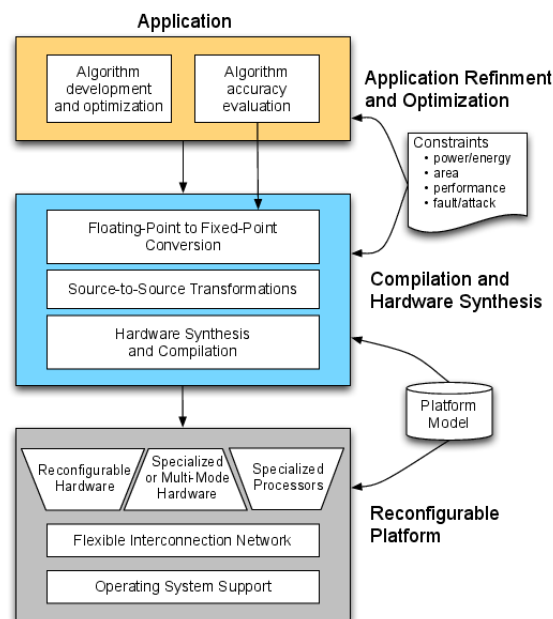 Application
Algorithm
development
and optimization
Algorithm
accuracy
evaluation
Application Refinment
and Optimization
Constraints
• power/energy
• area
• performance
• fault/attack
Floating-Point to Fixed-Point
Conversion
Source-to-Source Transformations
Hardware Synthesis
and Compilation
Compilation and
Hardware Synthesis
Platform
Model
Reconfigurable
Hardware
Specialized
or Multi-Mode
Hardware
Specialized
Processors
Flexible Interconnection Network
Operating System Support
Reconfigurable
Platform